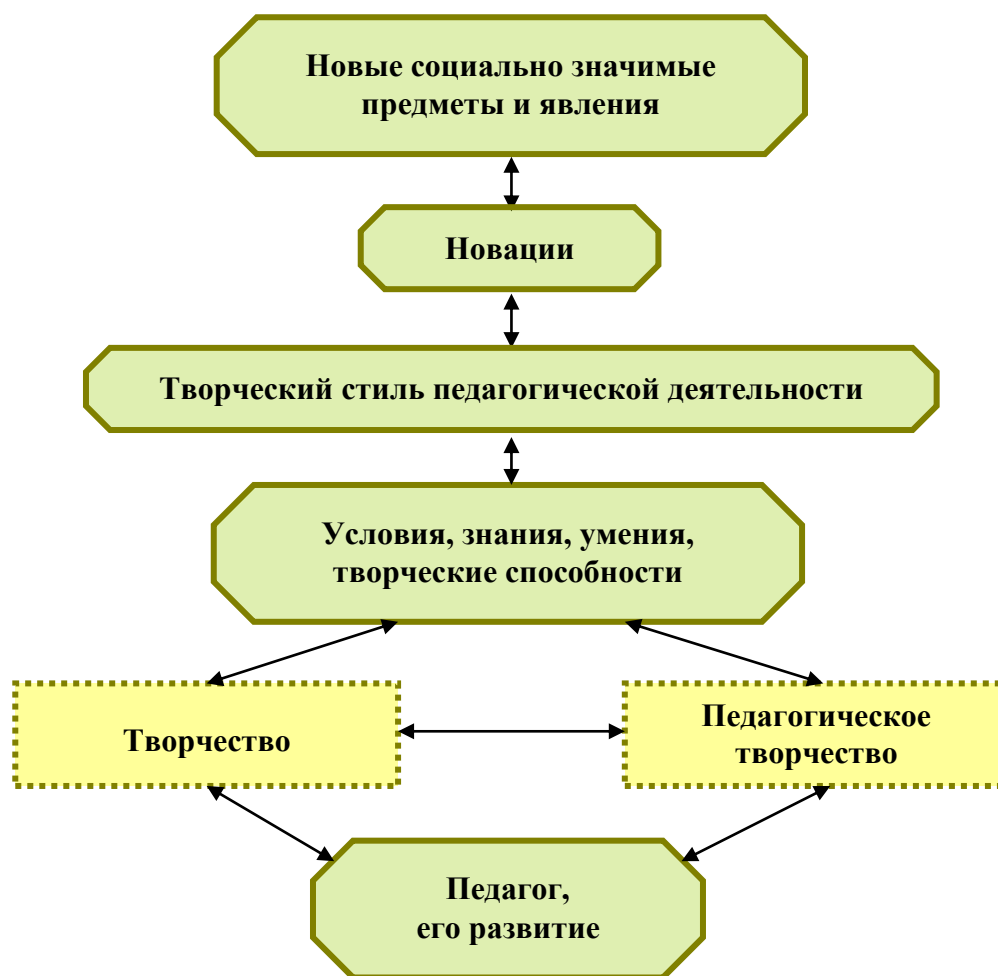 Новые социально значимые
предметы и явления
Новации
Творческий стиль педагогической деятельности
Условия, знания, умения,
творческие способности
Творчество
Педагогическое
творчество
Педагог,
его развитие